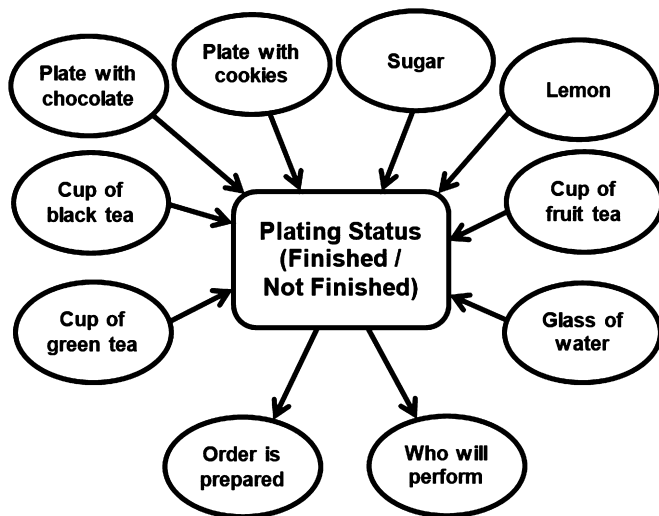 Plate with
chocolate
Plate with
cookies
Sugar
Lemon
Cup of
black tea
Cup of
fruit tea
Plating Status
(Finished /
Not Finished)
Cup of
green tea
Glass of
water
Order is
prepared
Who will
perform